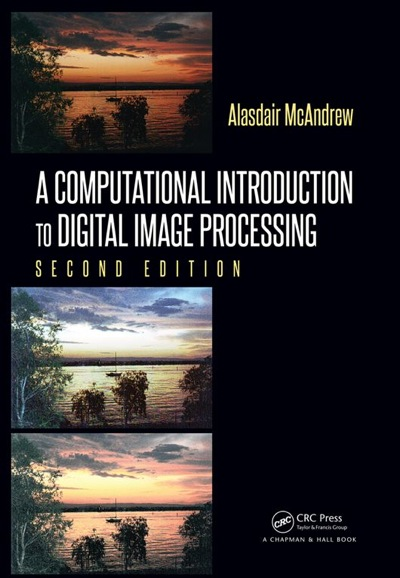 Alasdair McAndrew
A COMPUTATIONAL INTRODUCTION
TO DIGITAL IMAGE PROCESSING
SECOND EDITION
CRC
CRC Press
Taylor & Francis Group
A CHAPMAN & HALL BOOK